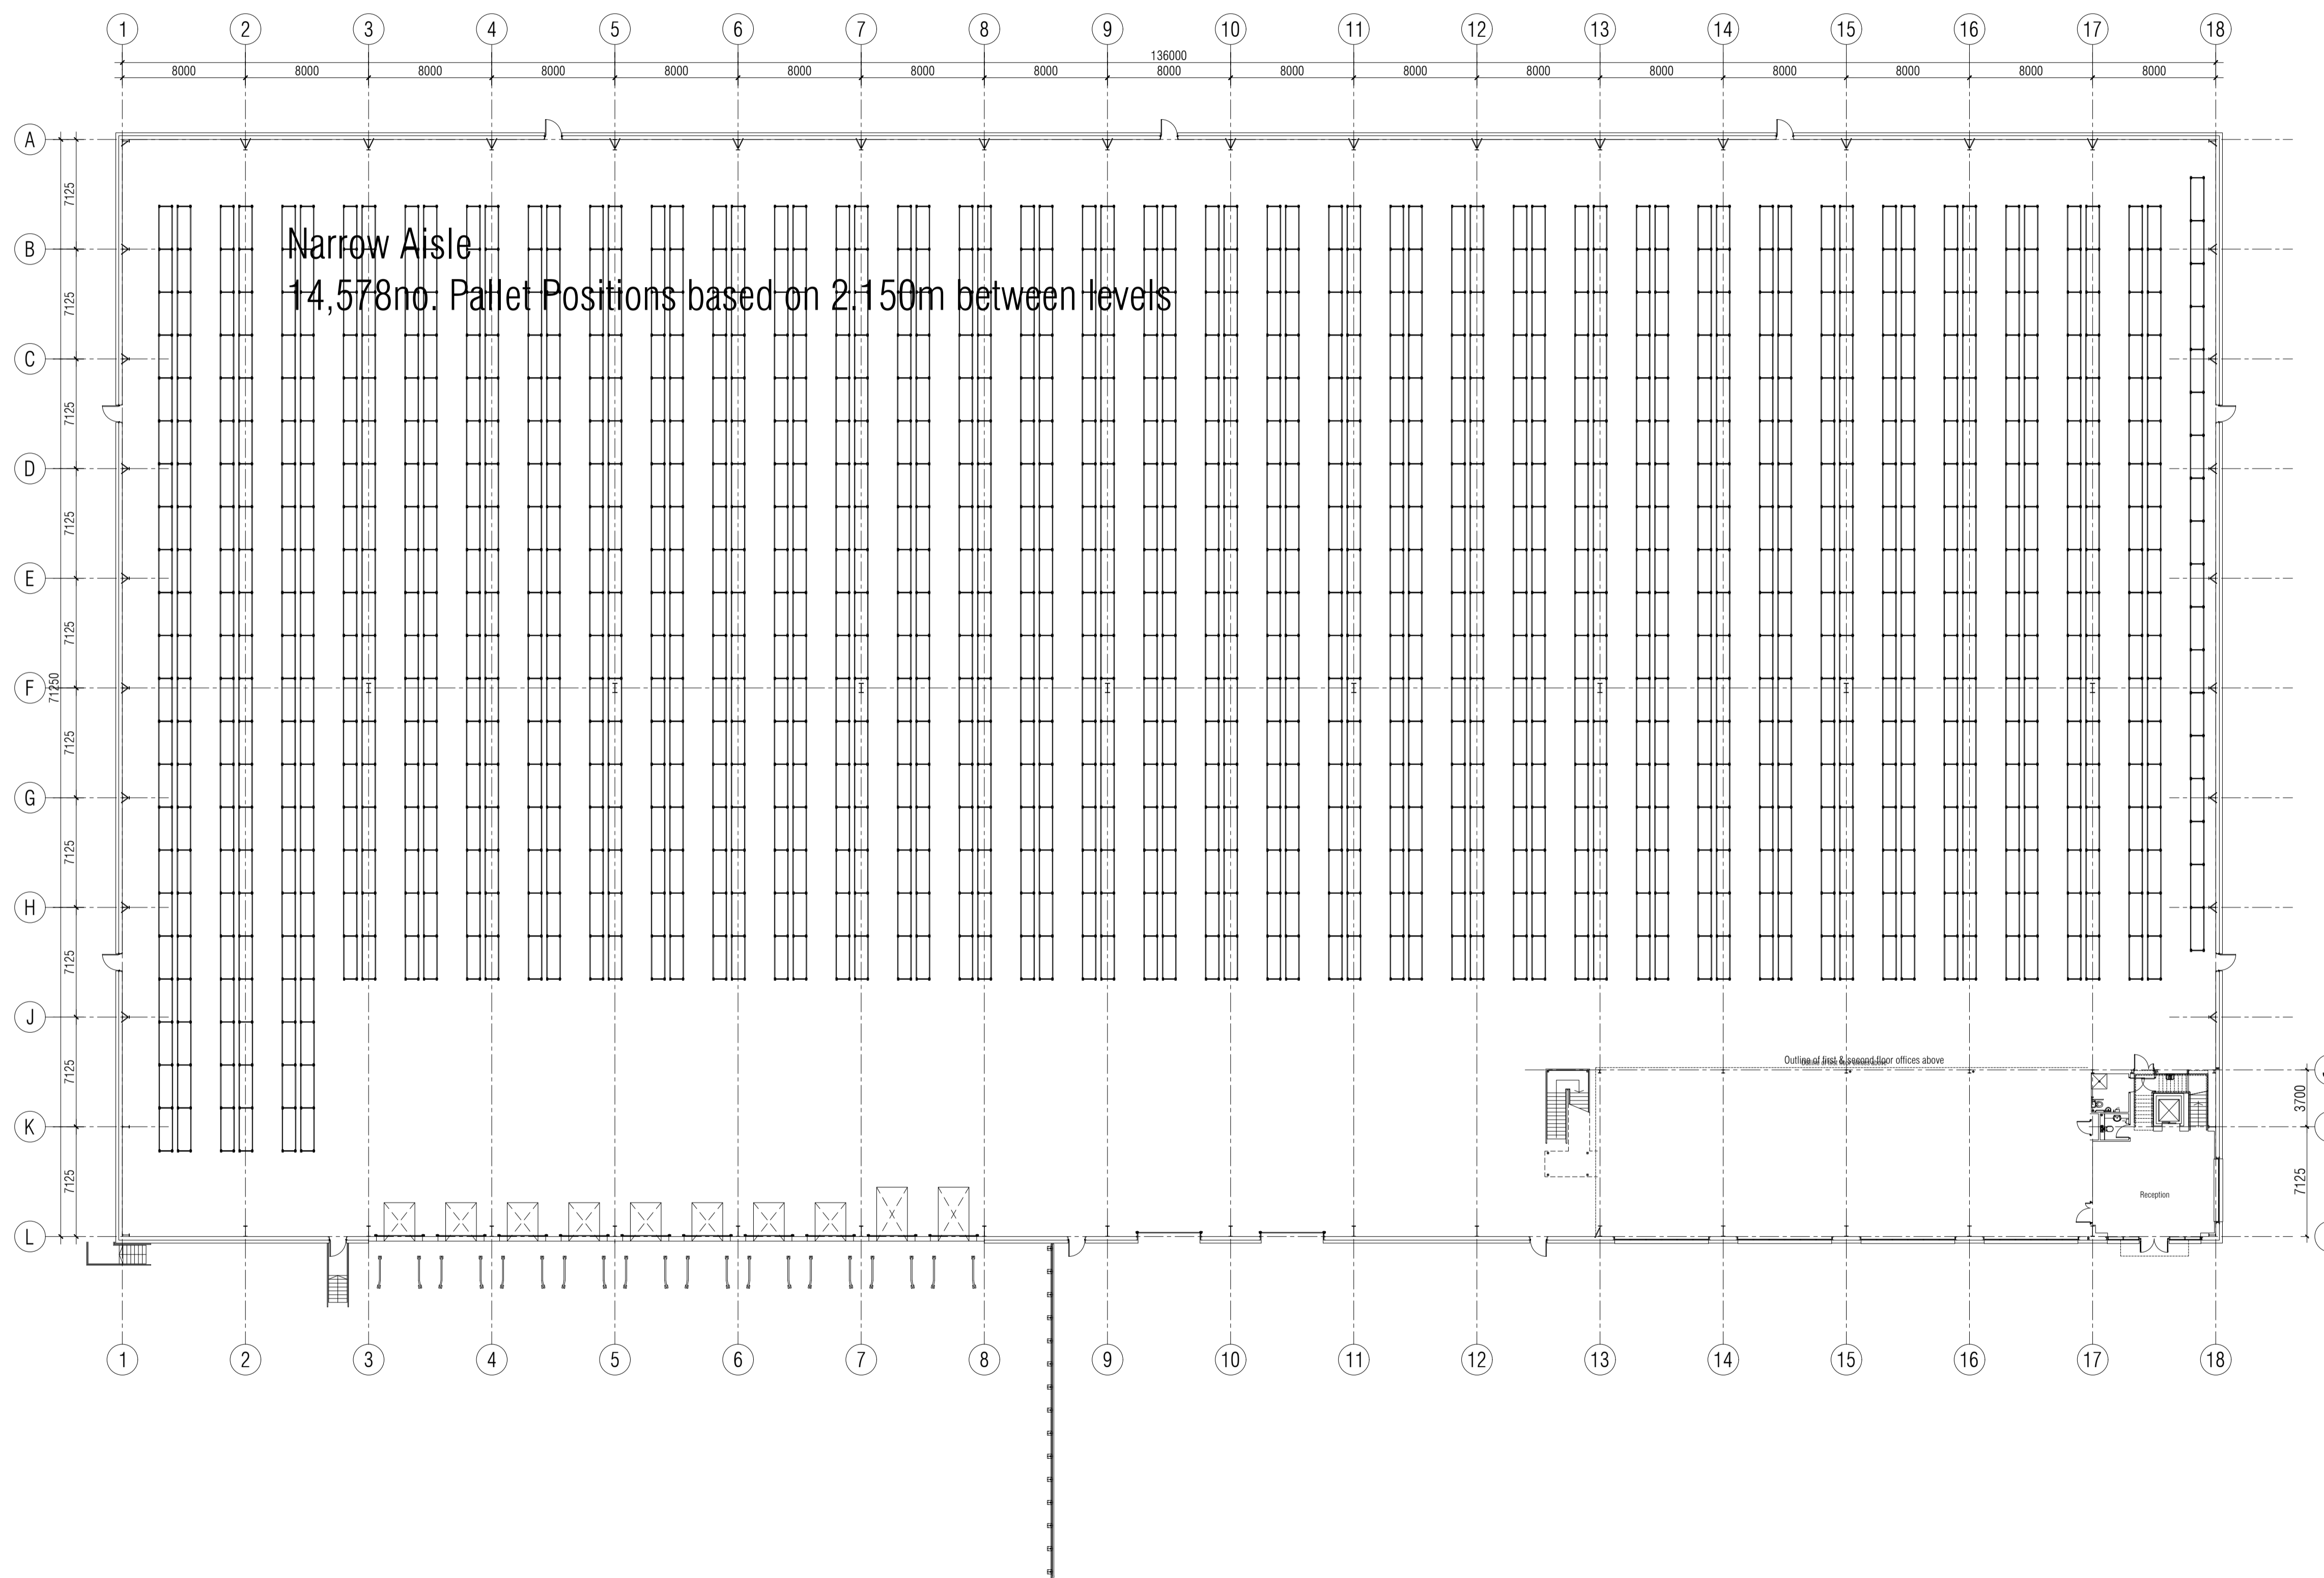 1 2 3 4 5 6 7 8 9 10 11 12 13 14 15 16 17 18
136000
8000 8000 8000 8000 8000 8000 8000 8000 8000 8000 8000 8000 8000 8000 8000 8000 8000
A
7125
B
Narrow Aisle
14,578no. Pallet Positions based on 2.150m between levels
7125
C
7125
D
7125
E
7125
F
71250
7125
G
7125
H
7125
J
Outline of first & second floor offices above
7125
3700
K
7125
7125
Reception
L
1 2 3 4 5 6 7 8 9 10 11 12 13 14 15 16 17 18